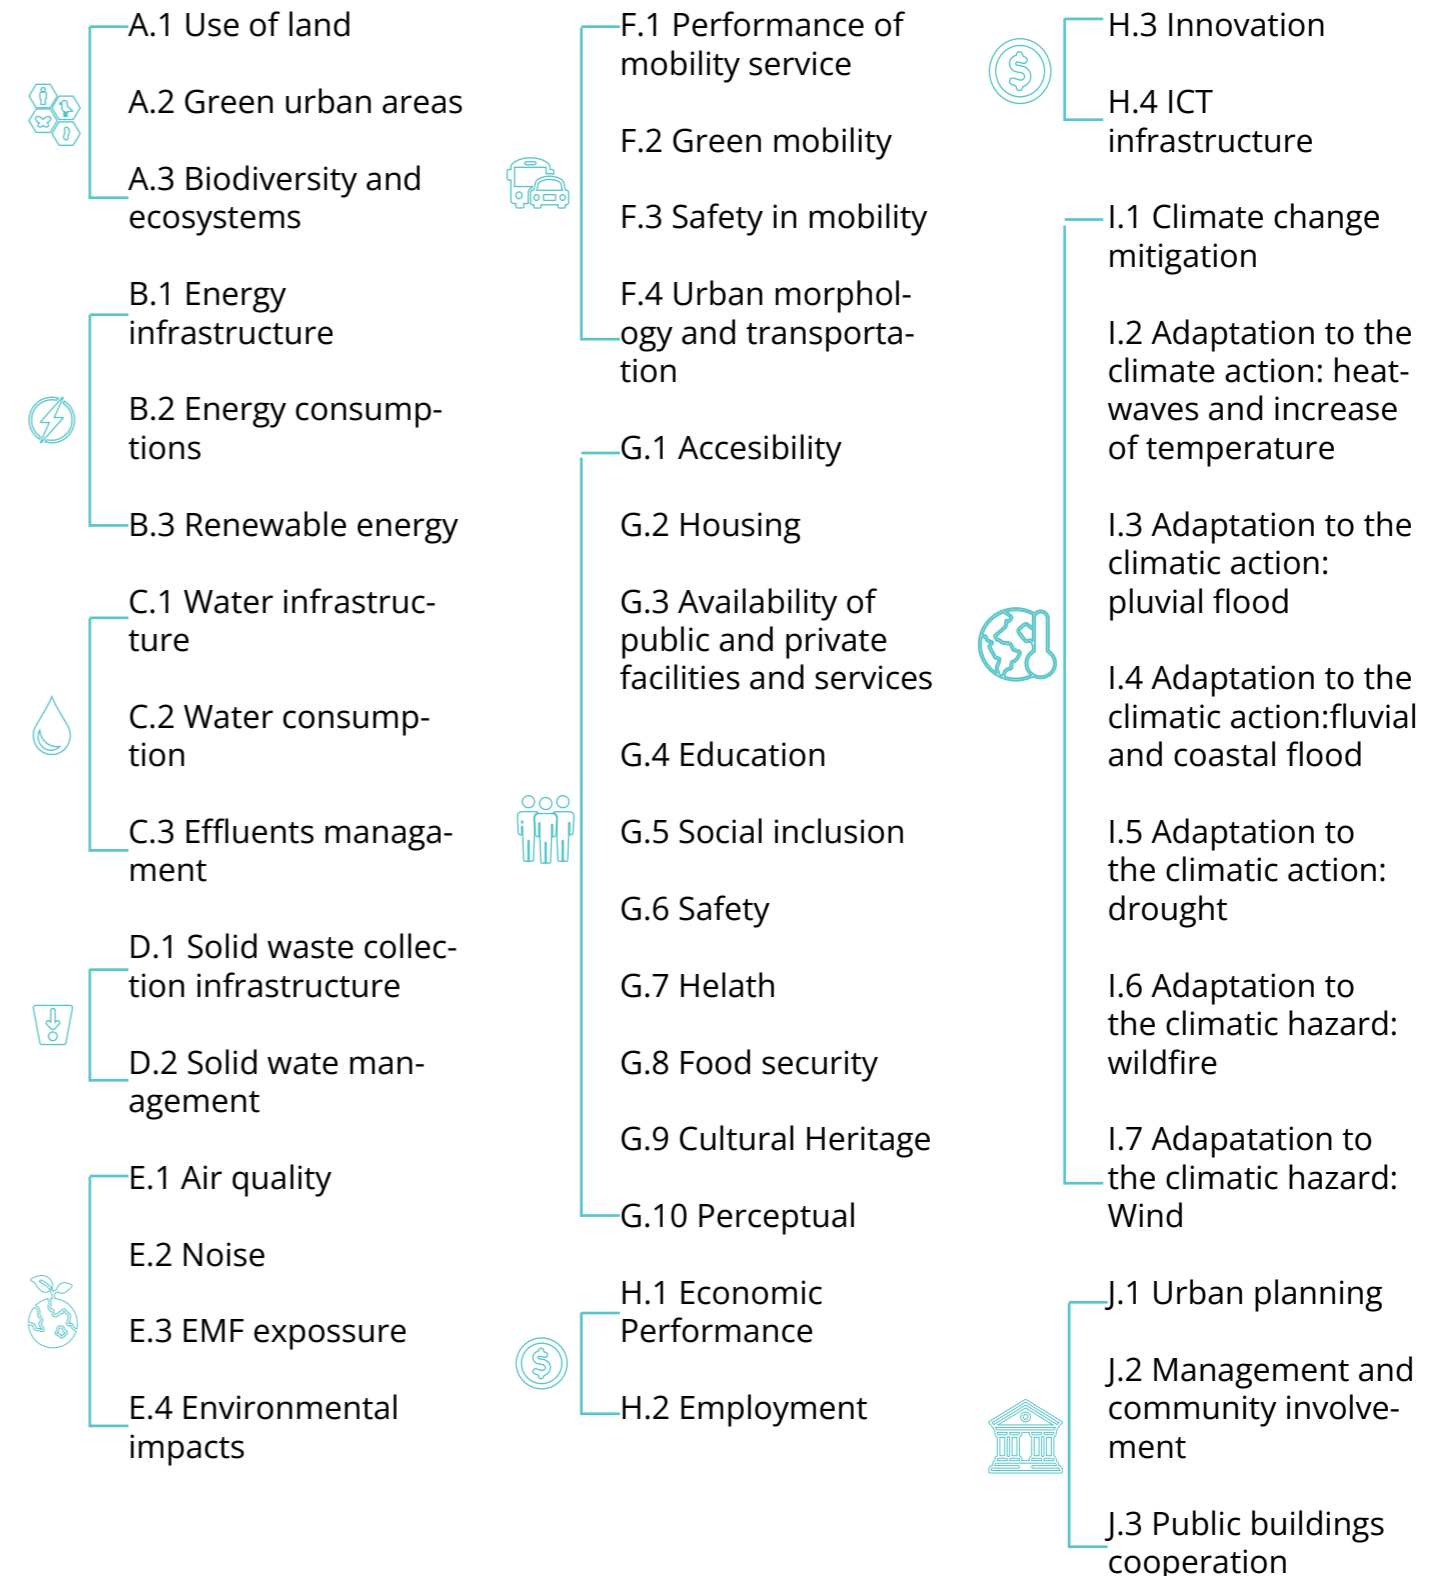 A.1 Use of land
A.2 Green urban areas
A.3 Biodiversity and
ecosystems
B.1 Energy
infrastructure
B.2 Energy consump-
tions
B.3 Renewable energy
C.1 Water infrastruc-
ture
C.2 Water consump-
tion
C.3 Effluents managa-
ment
D.1 Solid waste collec-
tion infrastructure
D.2 Solid wate man-
agement
E.1 Air quality
E.2 Noise
E.3 EMF expossure
E.4 Environmental
impacts
F.1 Performance of
mobility service
F.2 Green mobility
F.3 Safety in mobility
F.4 Urban morphol-
ogy and transporta-
tion
G.1 Accesibility
G.2 Housing
G.3 Availability of
public and private
facilities and services
G.4 Education
G.5 Social inclusion
G.6 Safety
G.7 Helath
G.8 Food security
G.9 Cultural Heritage
G.10 Perceptual
H.1 Economic
Performance
H.2 Employment
H.3 Innovation
H.4 ICT
infrastructure
I.1 Climate change
mitigation
I.2 Adaptation to the
climate action: heat-
waves and increase
of temperature
I.3 Adaptation to the
climatic action:
pluvial flood
I.4 Adaptation to the
climatic action:fluvial
and coastal flood
I.5 Adaptation to
the climatic action:
drought
I.6 Adaptation to
the climatic hazard:
wildfire
I.7 Adapatation to
the climatic hazard:
Wind
J.1 Urban planning
J.2 Management and
community involve-
ment
J.3 Public buildings
cooperation